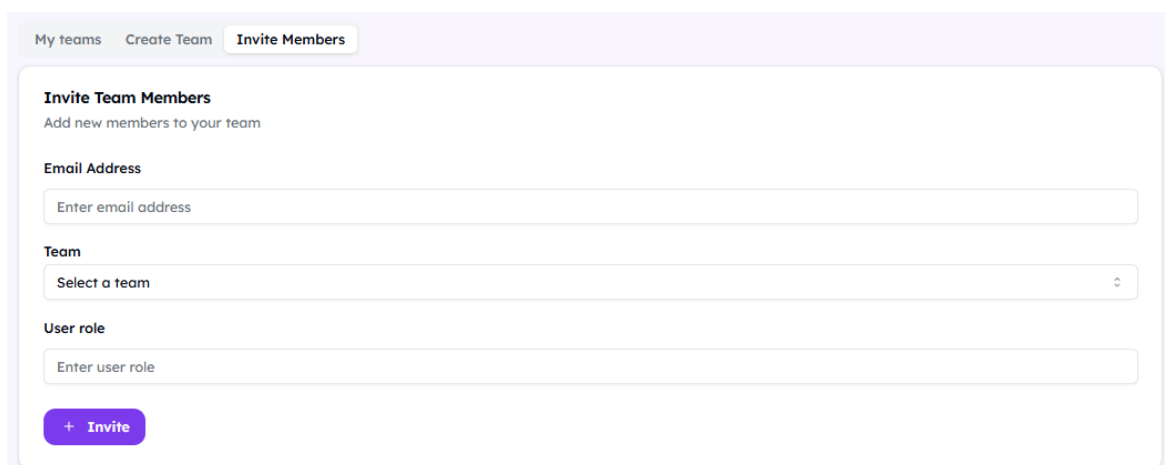 My teams Create Team Invite Members
Invite Team Members
Add new members to your team
Email Address
Enter email address
Team
Select a team
User role
Enter user role
+ Invite